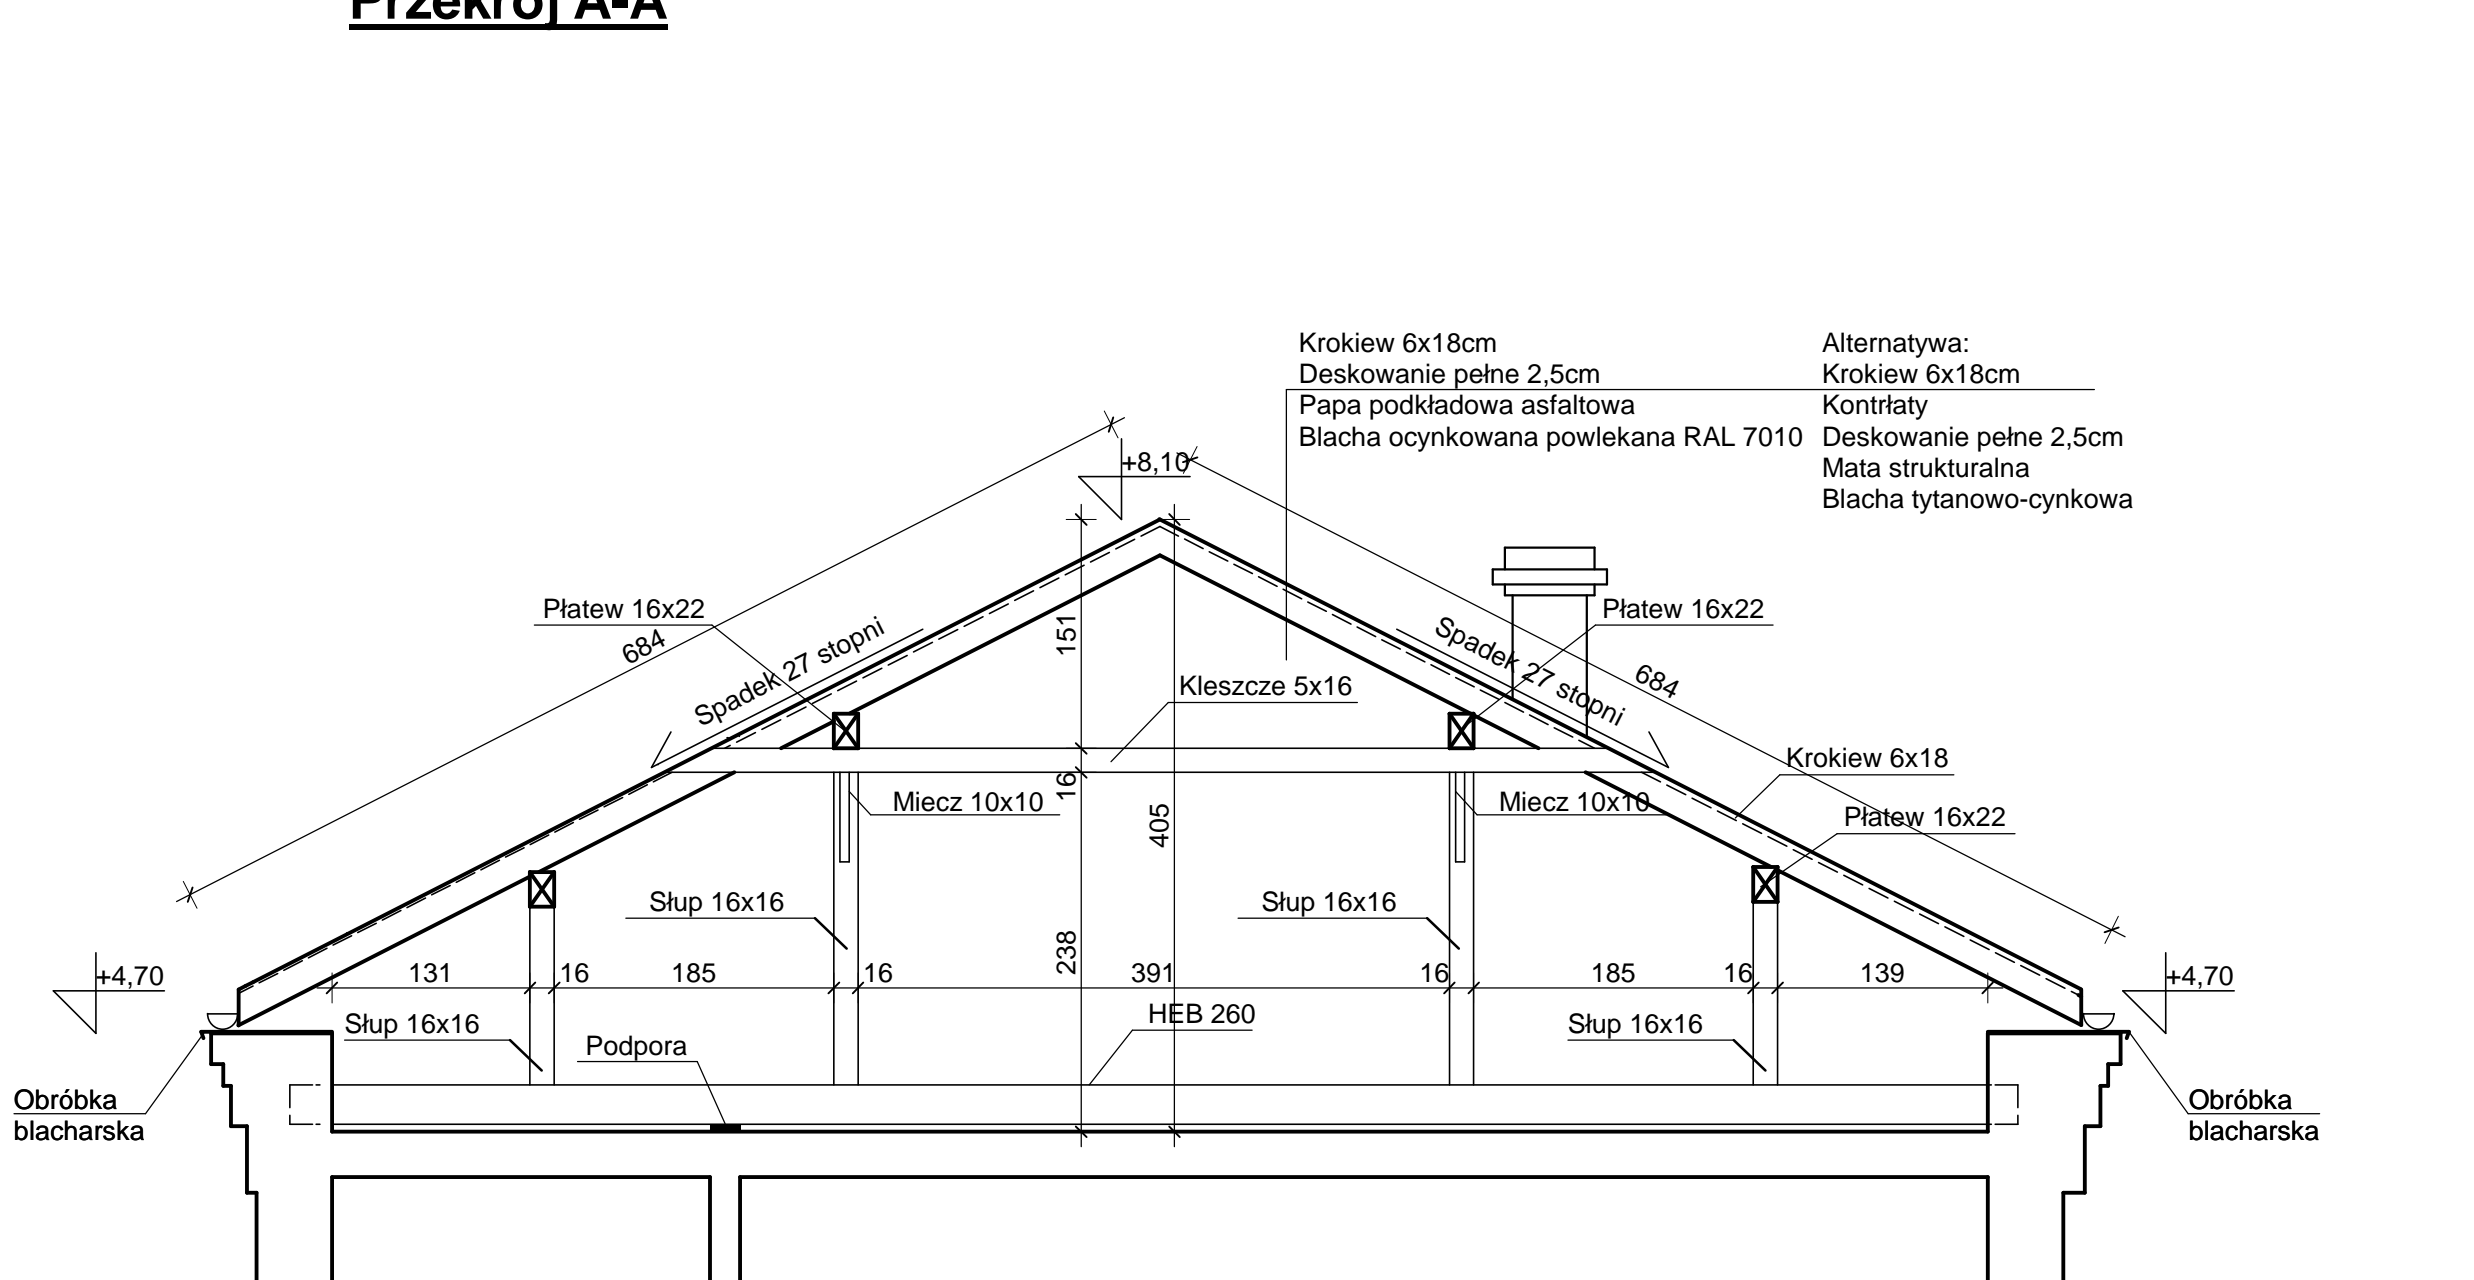 Przekrój A-A
Krokiew 6x18cm
Deskowanie pełne 2,5cm
Papa podkładowa asfaltowa
Blacha ocynkowana powlekana RAL 7010
Alternatywa:
Krokiew 6x18cm
Kontrłaty
Deskowanie pełne 2,5cm
Mata strukturalna
Blacha tytanowo-cynkowa
+8,10
Płatew 16x22
684
Spadek 27 stopni
151
Płatew 16x22
Spadek 27 stopni
684
Kleszcze 5x16
Krokiew 6x18
Miecz 10x10
16
405
Miecz 10x10
Płatew 16x22
Słup 16x16
Słup 16x16
238
+4,70
131
16
185
16
391
16
185
16
139
+4,70
Słup 16x16
Podpora
HEB 260
Słup 16x16
Obróbka
blacharska
Obróbka
blacharska